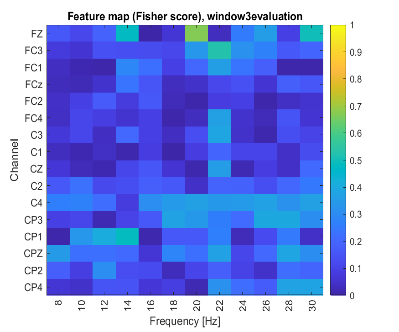 Feature map (Fisher score), window3evaluation
FZ
FC3
FC1
FCz
FC2
FC4
C3
C1
CZ
C2
C4
CP3
CP1
CPZ
CP2
CP4
Channel
8 10 12 14 16 18 20 22 24 26 28 30
Frequency [Hz]
1
0.9
0.8
0.7
0.6
0.5
0.4
0.3
0.2
0.1
0